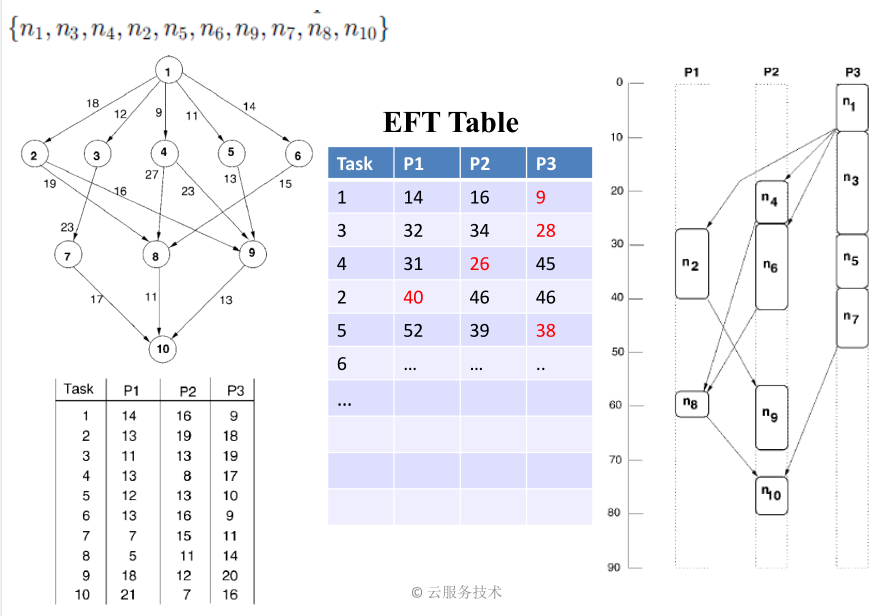 {n1, n3, n4, n2, n5, n6, n9, n7, n8, n10}
1
18
12
9
11
14
2
3
4
5
6
19
16
27
23
13
15
23
7
8
9
17
11
13
10
Task P1 P2 P3
1 14 16 9
2 13 19 18
3 11 13 19
4 13 8 17
5 12 13 10
6 13 16 9
7 7 15 11
8 5 11 14
9 18 12 20
10 21 7 16
EFT Table
Task P1 P2 P3
1 14 16 9
3 32 34 28
4 31 26 45
2 40 46 46
5 52 39 38
6 ... ... ..
...
P1 P2 P3
0
10
20
30
40
50
60
70
80
90
n1
n3
n4
n2
n6
n5
n7
n8
n9
n10
© 云服务技术